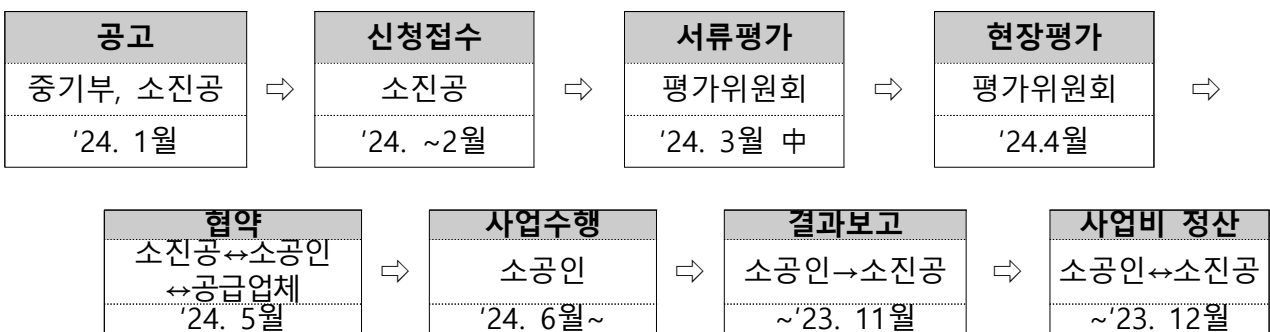 공고
중기부, 소진공
'24. 1월
⇨
신청접수
소진공
'24. ~2월
⇨
서류평가
평가위원회
'24. 3월 中
⇨
현장평가
평가위원회
'24.4월
⇨
협약
소진공↔소공인
↔공급업체
'24. 5월
⇨
사업수행
소공인
'24. 6월~
⇨
결과보고
소공인→소진공
~'23. 11월
⇨
사업비 정산
소공인↔소진공
~'23. 12월